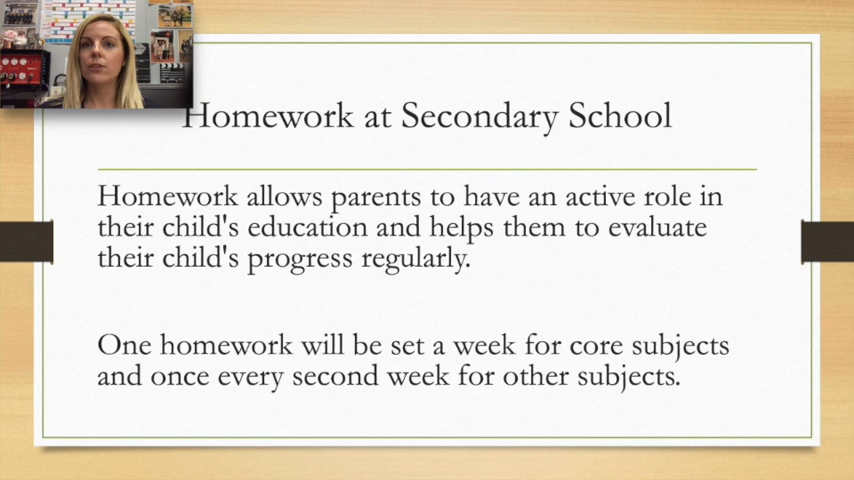 Homework at Secondary School
Homework allows parents to have an active role in
their child's education and helps them to evaluate
their child's progress regularly.
One homework will be set a week for core subjects
and once every second week for other subjects.